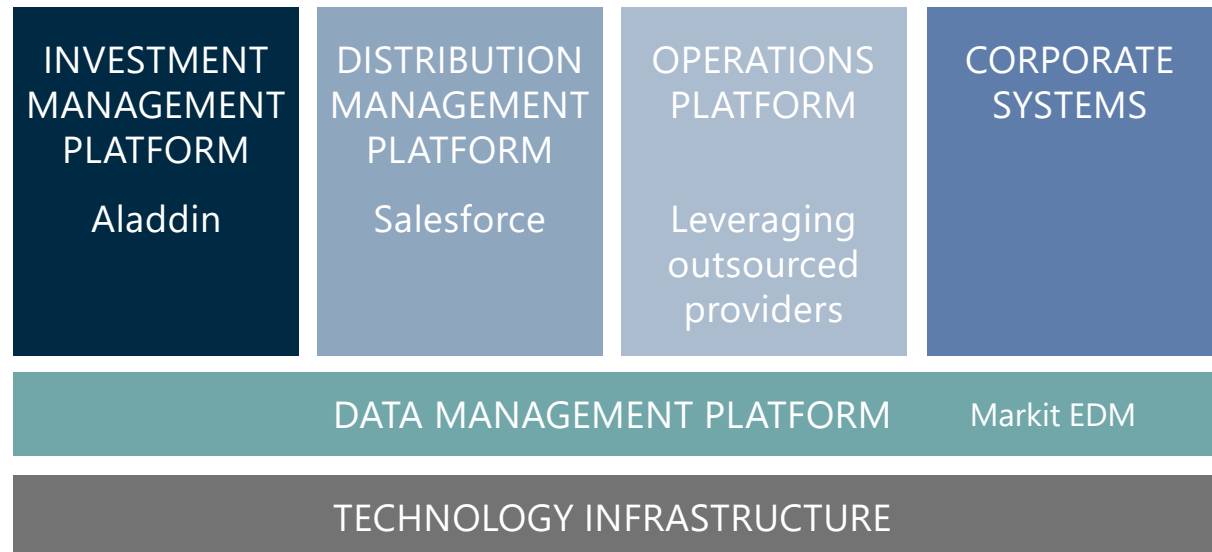 INVESTMENT
MANAGEMENT
PLATFORM
Aladdin
DISTRIBUTION
MANAGEMENT
PLATFORM
Salesforce
OPERATIONS
PLATFORM
Leveraging
outsourced
providers
CORPORATE
SYSTEMS
DATA MANAGEMENT PLATFORM Markit EDM
TECHNOLOGY INFRASTRUCTURE